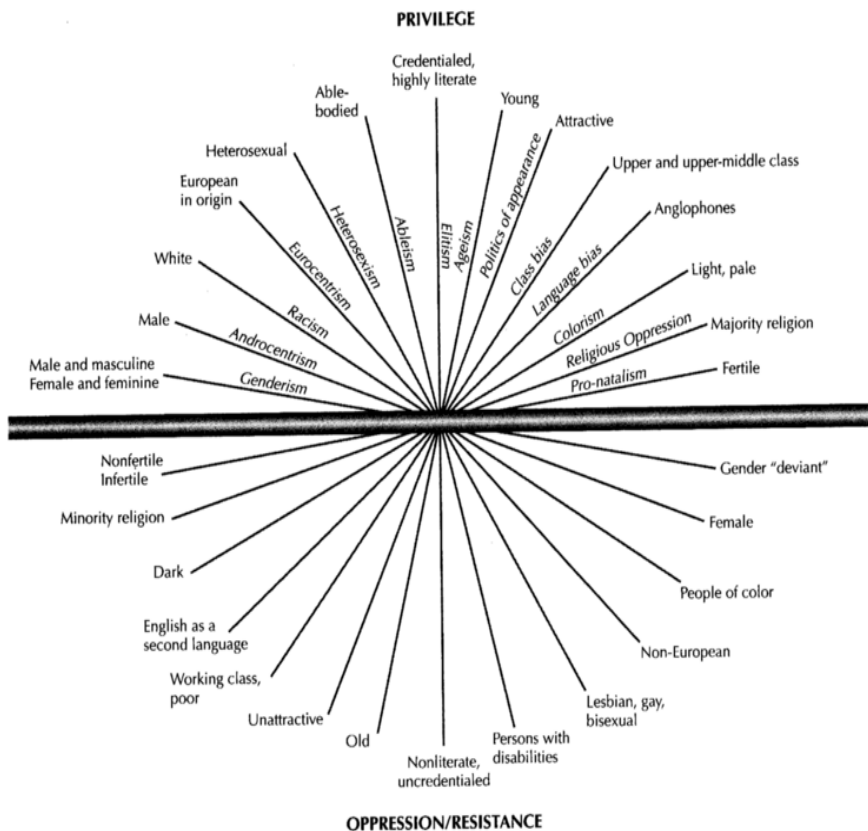 PRIVILEGE
Credentialed,
highly literate
Able-
bodied
Young
Attractive
Heterosexual
Upper and upper-middle class
European
in origin
Anglophones
White
Light, pale
Male
Majority religion
Male and masculine
Female and feminine
Fertile
Genderism
Androcentrism
Racism
Eurocentrism
Heterosexism
Ableism
Elitism
Ageism
Politics of appearance
Class bias
Language bias
Colorism
Religious Oppression
Pro-natalism
Nonfertile
Infertile
Gender “deviant”
Minority religion
Female
Dark
People of color
English as a
second language
Non-European
Working class,
poor
Lesbian, gay,
bisexual
Unattractive
Old
Persons with
disabilities
Nonliterate,
uncredentialed
OPPRESSION/RESISTANCE